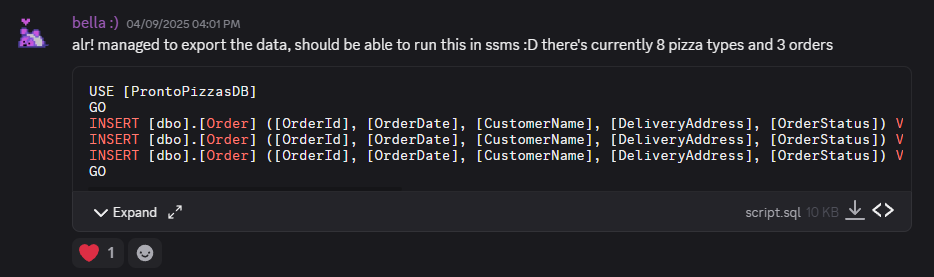 bella :) 04/09/2025 04:01 PM
alr! managed to export the data, should be able to run this in ssms :D there's currently 8 pizza types and 3 orders
USE [ProntoPizzasDB]
GO
INSERT [dbo].[Order] ([OrderId], [OrderDate], [CustomerName], [DeliveryAddress], [OrderStatus]) V
INSERT [dbo].[Order] ([OrderId], [OrderDate], [CustomerName], [DeliveryAddress], [OrderStatus]) V
INSERT [dbo].[Order] ([OrderId], [OrderDate], [CustomerName], [DeliveryAddress], [OrderStatus]) V
GO
Expand script.sql 10 KB
1